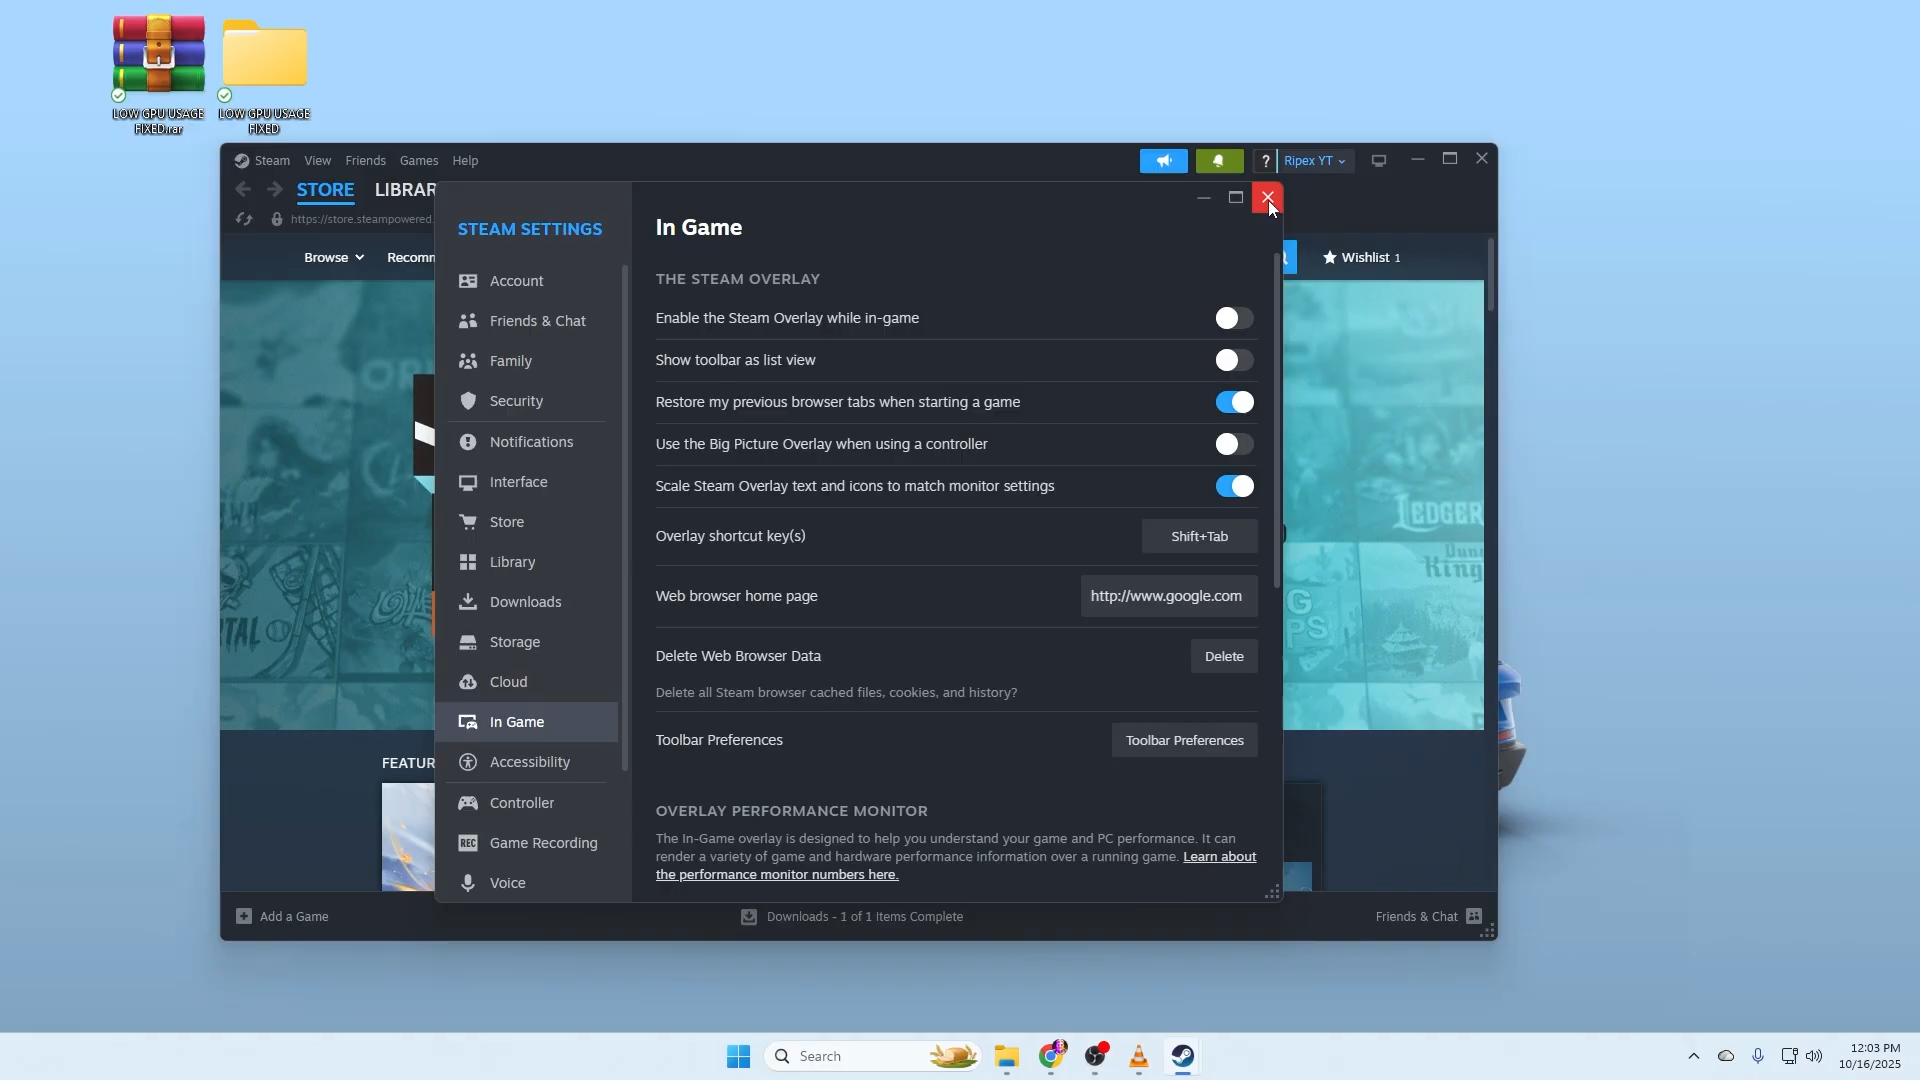 LOW GPU USAGE
FIXED.rar
LOW GPU USAGE
FIXED
Steam View Friends Games Help
? Ripex YT
STORE LIBRAR
https://store.steampowered.
Browse Recomm
Wishlist 1
STEAM SETTINGS
Account
Friends & Chat
Family
Security
Notifications
Interface
Store
Library
Downloads
Storage
Cloud
In Game
Accessibility
Controller
REC Game Recording
Voice
In Game
THE STEAM OVERLAY
Enable the Steam Overlay while in-game
Show toolbar as list view
Restore my previous browser tabs when starting a game
Use the Big Picture Overlay when using a controller
Scale Steam Overlay text and icons to match monitor settings
Overlay shortcut key(s) Shift+Tab
Web browser home page http://www.google.com
Delete Web Browser Data Delete
Delete all Steam browser cached files, cookies, and history?
Toolbar Preferences Toolbar Preferences
OVERLAY PERFORMANCE MONITOR
The In-Game overlay is designed to help you understand your game and PC performance. It can
render a variety of game and hardware performance information over a running game. Learn about
the performance monitor numbers here.
LEDGER
FEATUR
Add a Game
Downloads - 1 of 1 Items Complete
Friends & Chat
Search
12:03 PM
10/16/2025